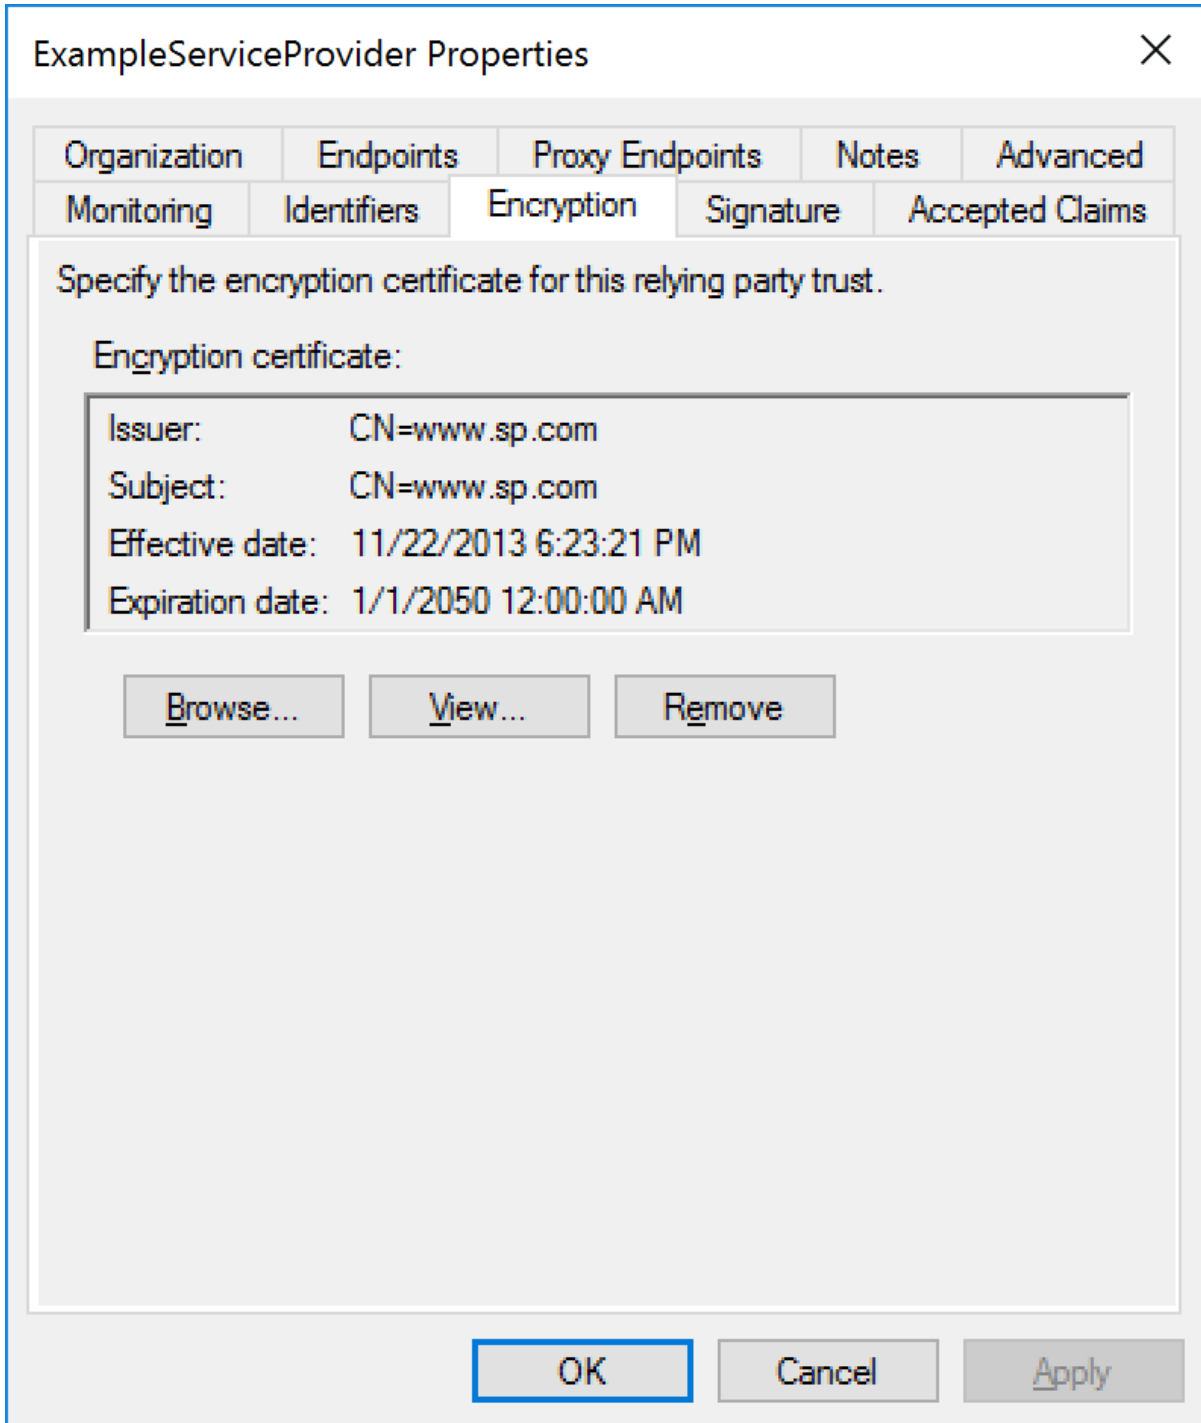 ExampleServiceProvider Properties
Organization Endpoints Proxy Endpoints Notes Advanced
Monitoring Identifiers Encryption Signature Accepted Claims
Specify the encryption certificate for this relying party trust.
Encryption certificate:
Issuer: CN=www.sp.com
Subject: CN=www.sp.com
Effective date: 11/22/2013 6:23:21 PM
Expiration date: 1/1/2050 12:00:00 AM
Browse... View... Remove
OK Cancel Apply